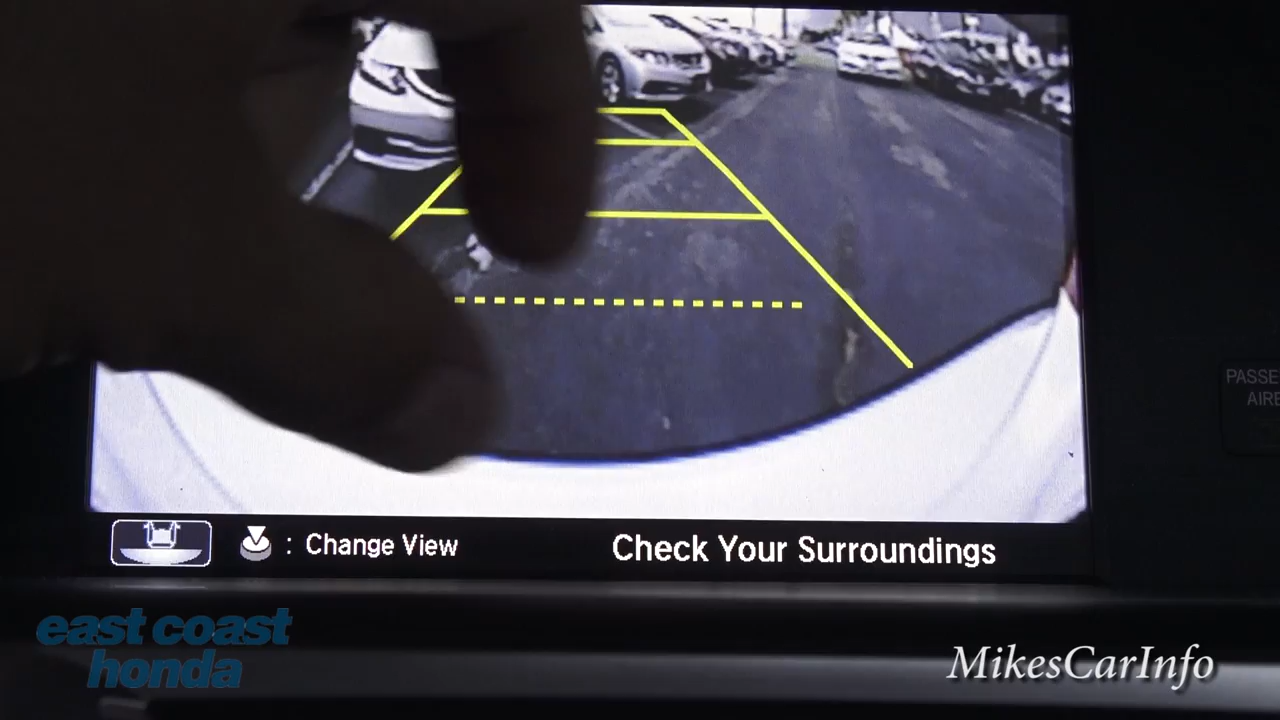 : Change View
Check Your Surroundings
east coast
honda
MikesCarInfo